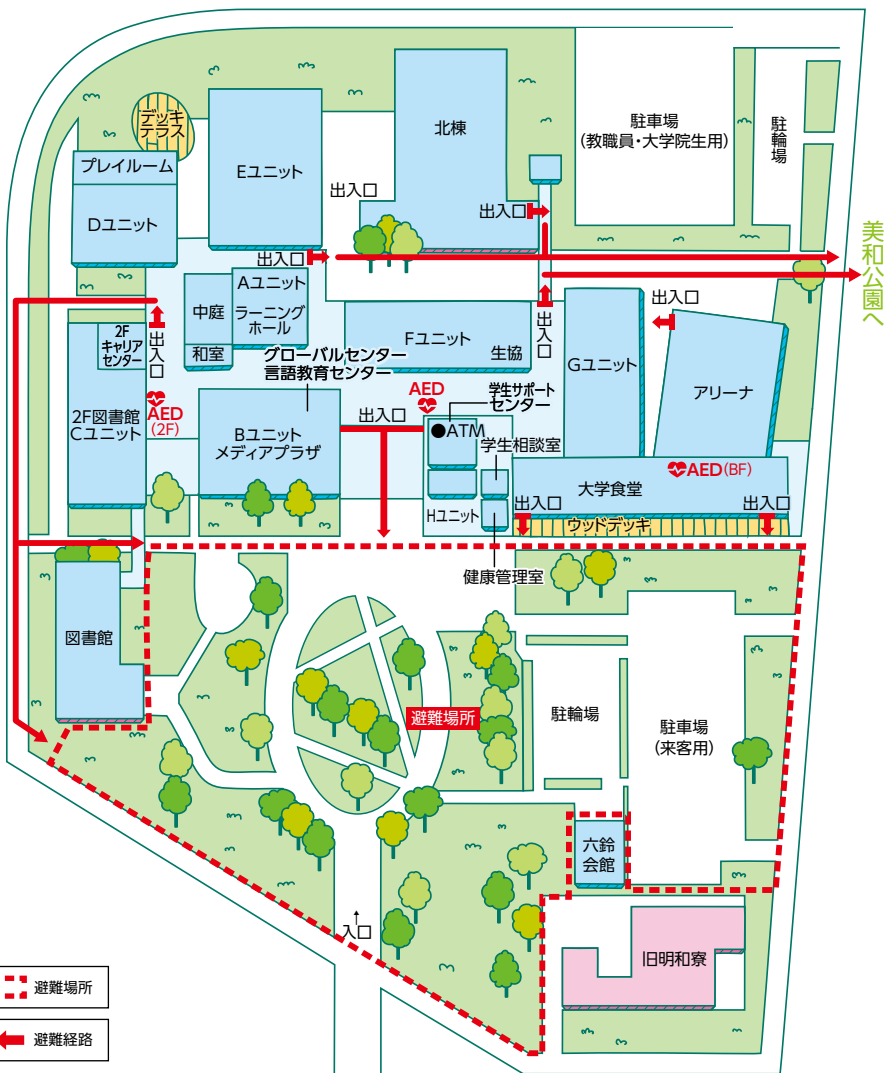 デッキ
テラス
プレイルーム
Dユニット
Eユニット
北棟
駐車場
(教職員・大学院生用)
駐輪場
出入口
出入口
出入口
美和公園へ
Aユニット
ラーニング
ホール
中庭
和室
2F
キャリア
センター
出入口
Fユニット
生協
出入口
Gユニット
出入口
アリーナ
グローバルセンター
言語教育センター
2F図書館
Cユニット
AED
(2F)
Bユニット
メディアプラザ
出入口
AED
学生サポート
センター
●ATM
学生相談室
Hユニット
健康管理室
AED(BF)
大学食堂
出入口
出入口
ウッドデッキ
図書館
避難場所
駐輪場
駐車場
(来客用)
六鈴
会館
↑
入口
旧明和寮
避難場所
避難経路